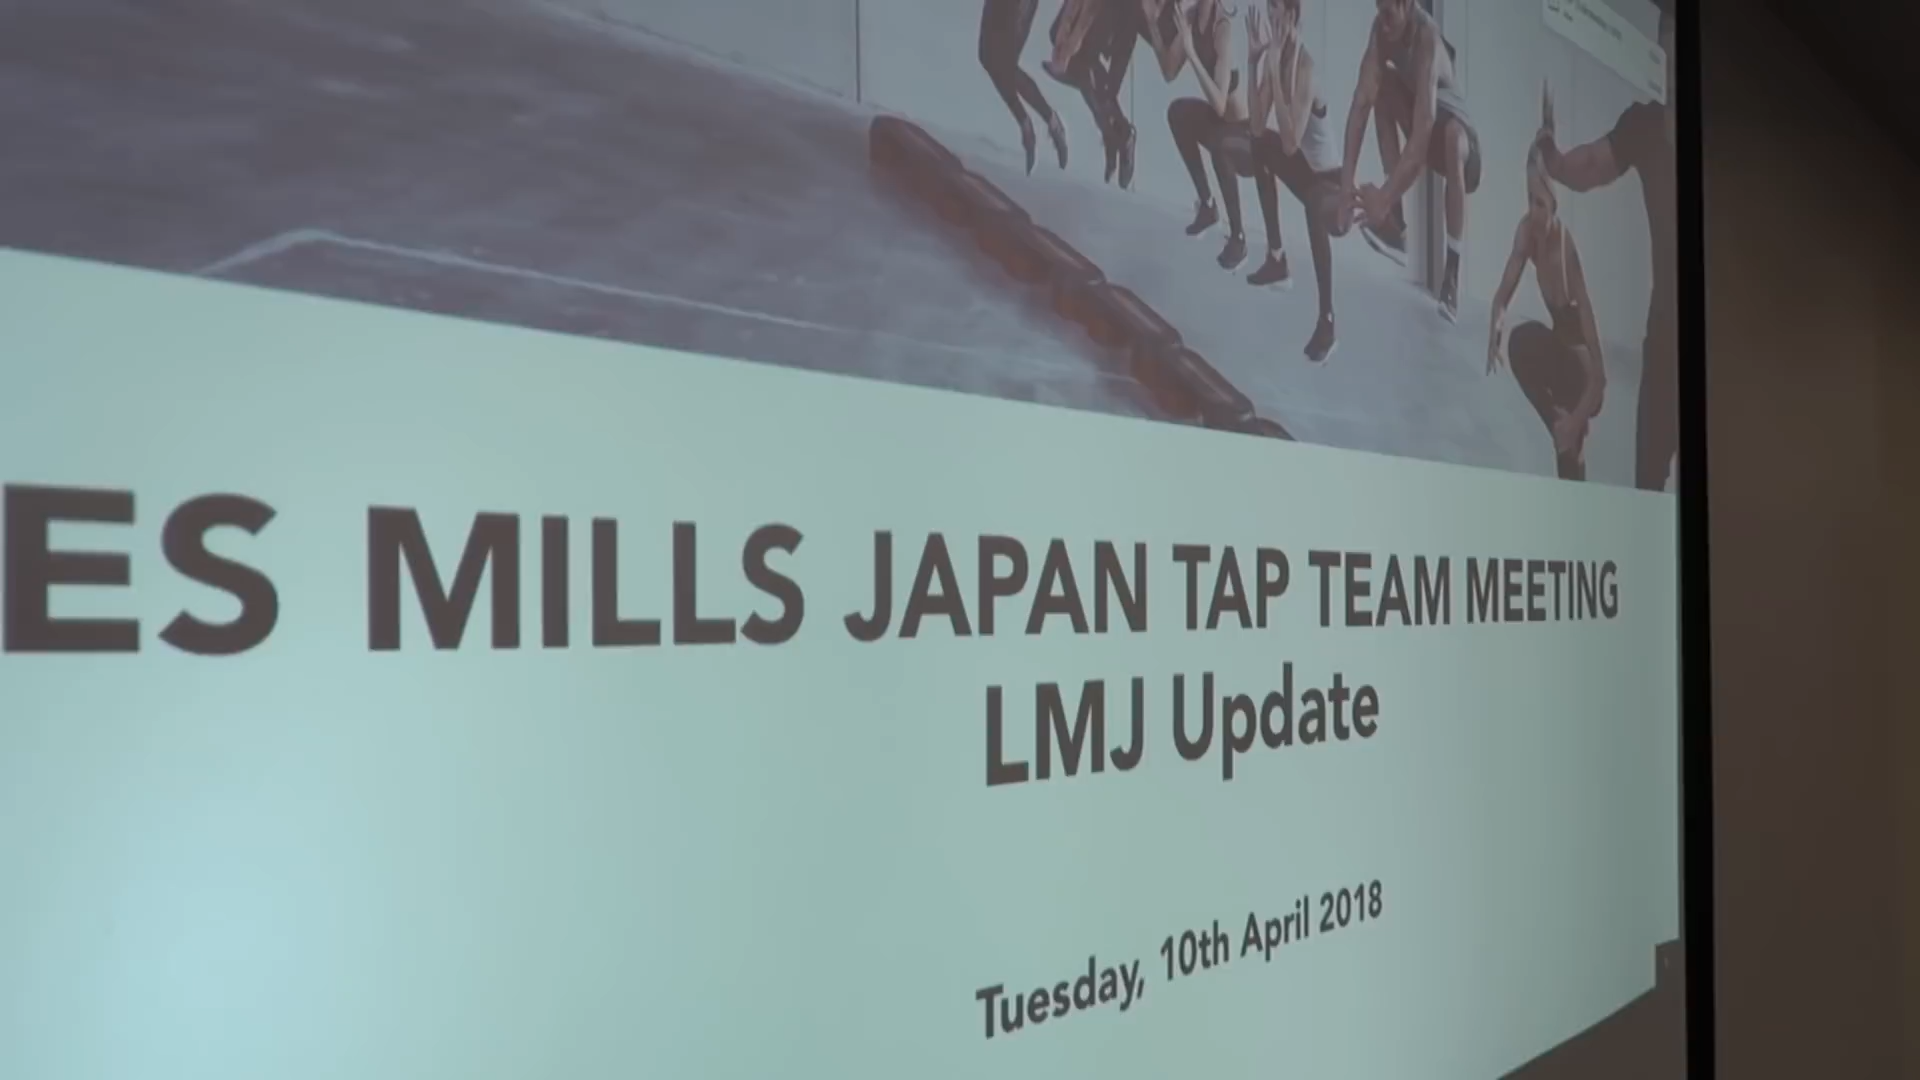 ES MILLS JAPAN TAP TEAM MEETING
LMJ Update
Tuesday, 10th April 2018